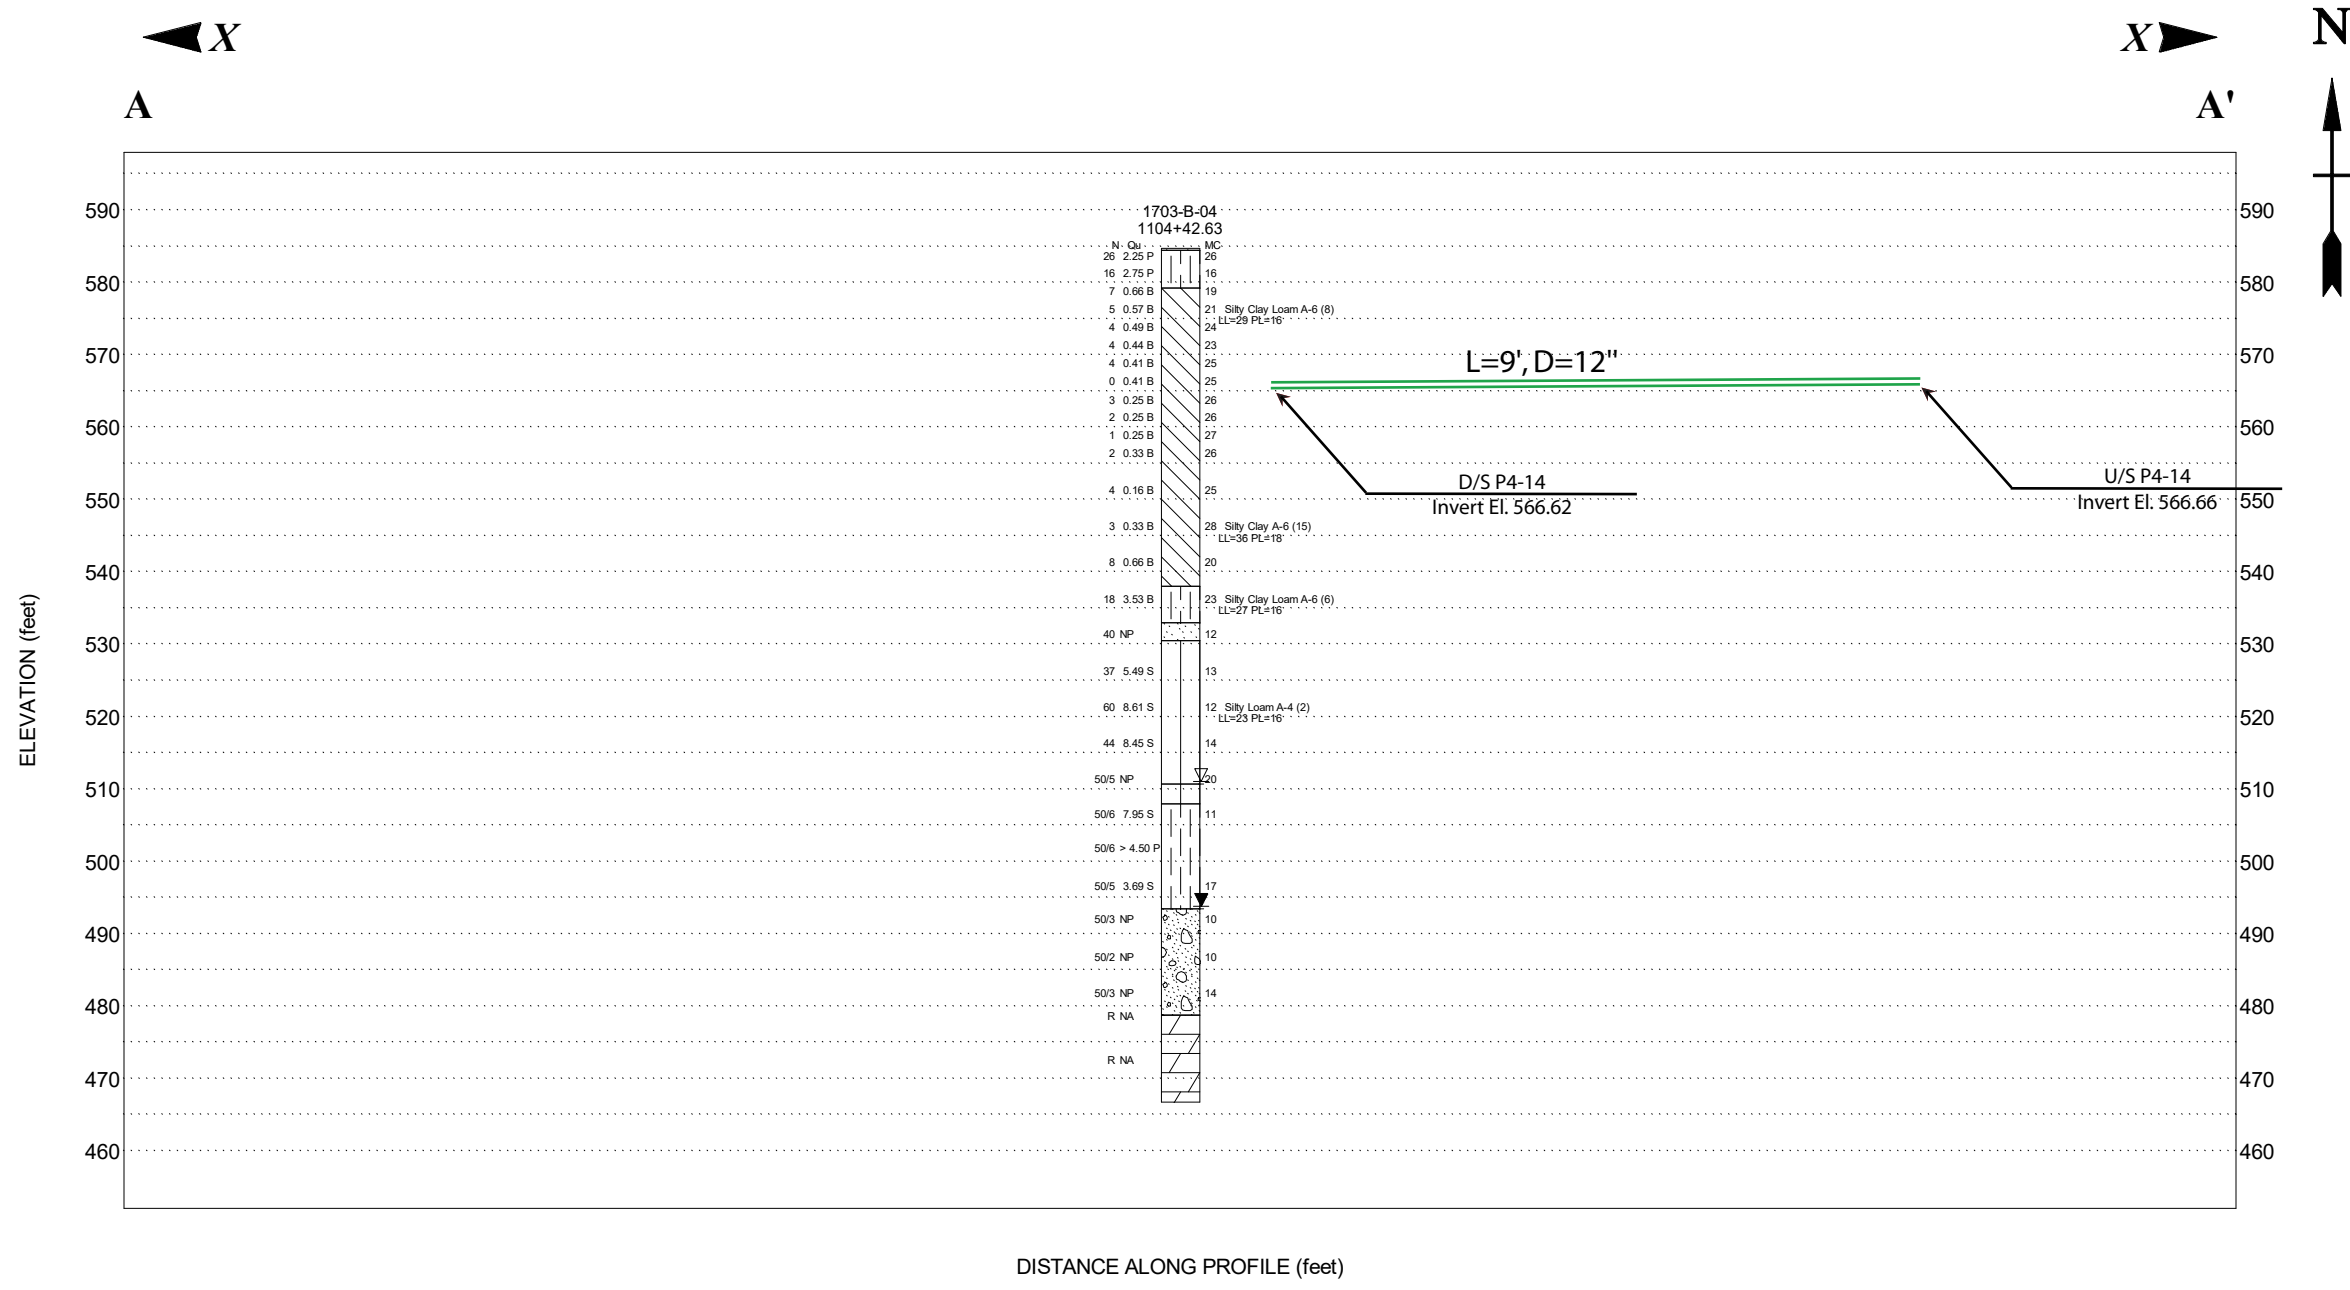 X
X
N
A
A'
590
590
1703-B-04
1104+42.63
N Qu MC
26 2.25 P 26
16 2.75 P 16
580
580
7 0.66 B 19
5 0.57 B 21 Silty Clay Loam A-6 (8)
LL=29 PL=16
4 0.49 B 24
4 0.44 B 23
570
570
4 0.41 B 25
L=9', D=12"
0 0.41 B 25
3 0.25 B 26
2 0.25 B 26
560
560
1 0.25 B 27
2 0.33 B 26
D/S P4-14
Invert El. 566.62
U/S P4-14
Invert El. 566.66
4 0.16 B 25
550
550
3 0.33 B 28 Silty Clay A-6 (15)
LL=36 PL=18
8 0.66 B 20
540
540
18 3.53 B 23 Silty Clay Loam A-6 (6)
LL=27 PL=16
40 NP 12
530
530
37 5.49 S 13
60 8.61 S 12 Silty Loam A-4 (2)
LL=23 PL=16
520
520
44 8.45 S 14
50/5 NP 20
510
510
50/6 7.95 S 11
50/6 > 4.50 P
500
500
50/5 3.69 S 17
50/3 NP 10
490
490
50/2 NP 10
50/3 NP 14
480
480
R NA
R NA
470
470
460
460
ELEVATION (feet)
DISTANCE ALONG PROFILE (feet)